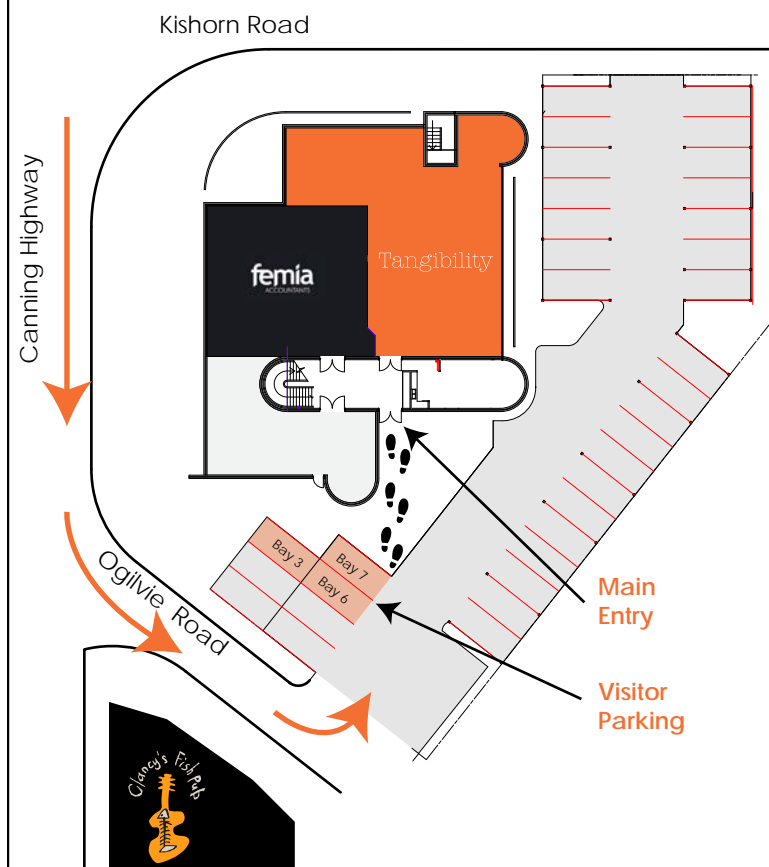 Kishorn Road
Canning Highway
femia
ACCOUNTANTS
Tangibility
Bay 3
Bay 7
Bay 6
Ogilvie Road
Main
Entry
Visitor
Parking
Clancy's Fish Pub